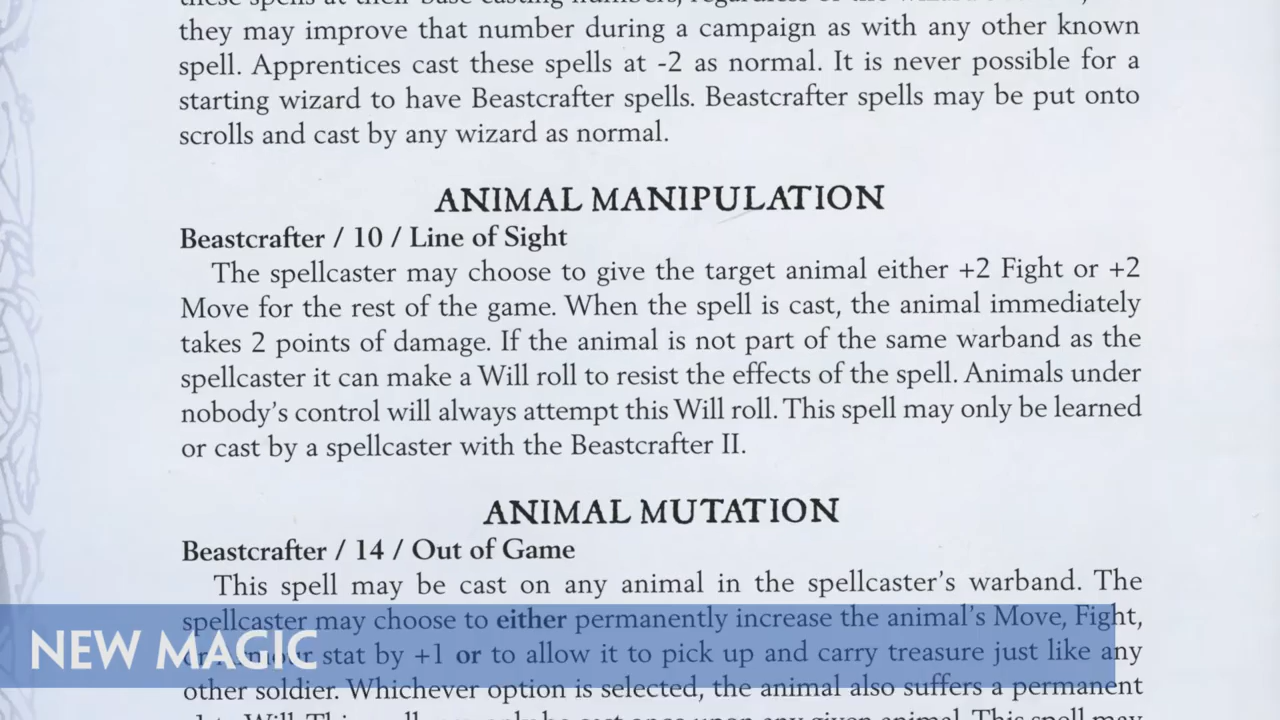 they may improve that number during a campaign as with any other known
spell. Apprentices cast these spells at -2 as normal. It is never possible for a
starting wizard to have Beastcrafter spells. Beastcrafter spells may be put onto
scrolls and cast by any wizard as normal.
ANIMAL MANIPULATION
Beastcrafter / 10 / Line of Sight
The spellcaster may choose to give the target animal either +2 Fight or +2
Move for the rest of the game. When the spell is cast, the animal immediately
takes 2 points of damage. If the animal is not part of the same warband as the
spellcaster it can make a Will roll to resist the effects of the spell. Animals under
nobody's control will always attempt this Will roll. This spell may only be learned
or cast by a spellcaster with the Beastcrafter II.
ANIMAL MUTATION
Beastcrafter / 14 / Out of Game
This spell may be cast on any animal in the spellcaster's warband. The
spellcaster may choose to either permanently increase the animal's Move, Fight,
stat by +1 or to allow it to pick up and carry treasure just like any
other soldier. Whichever option is selected, the animal also suffers a permanent
NEW MAGIC